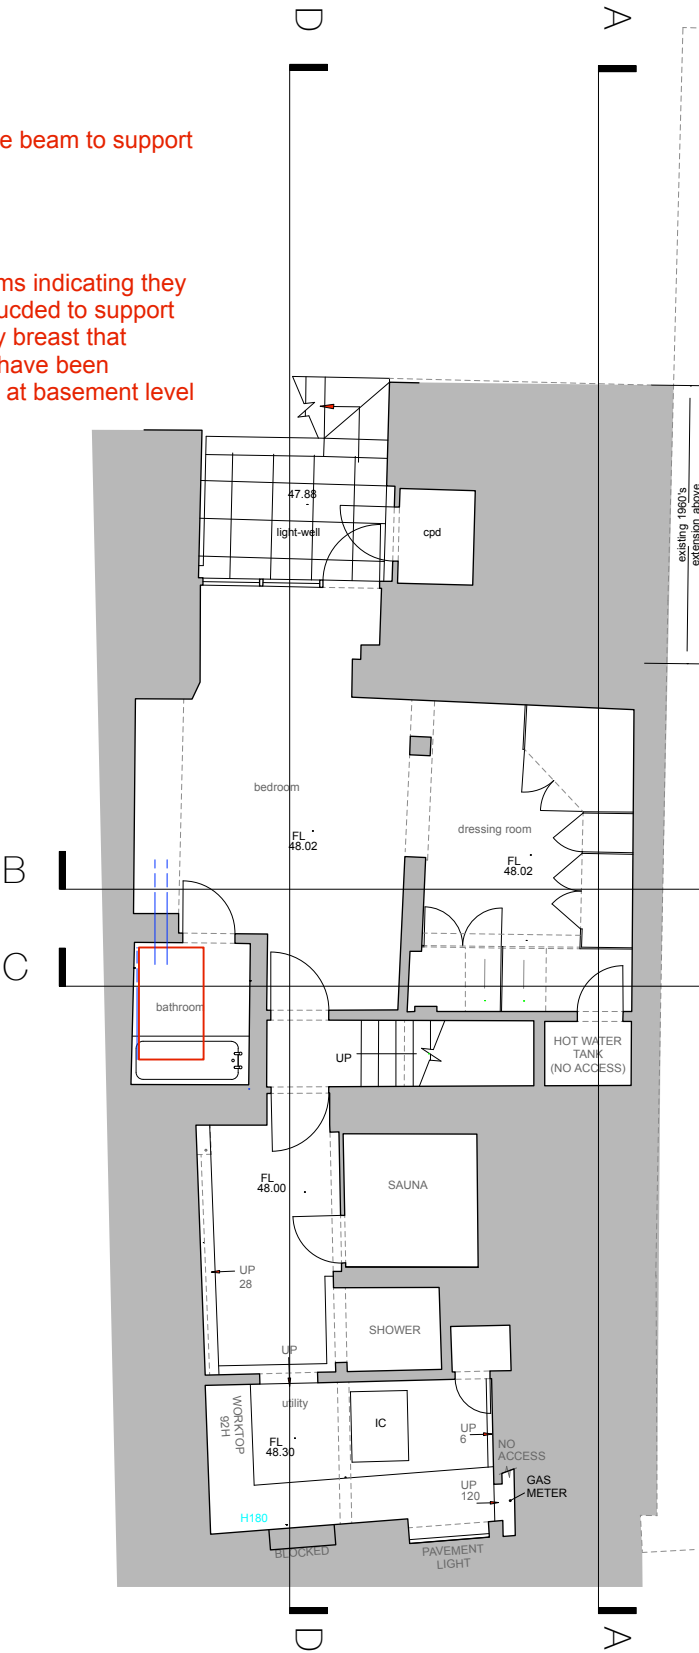 D
A
e beam to support
ms indicating they
ucded to support
y breast that
have been
at basement level
existing 1960's
extension above
47.88
light-well
cpd
bedroom
FL
48.02
dressing room
FL
48.02
B
C
bathroom
UP
HOT WATER
TANK
(NO ACCESS)
FL
48.00
SAUNA
UP
28
SHOWER
UP
utility
WORKTOP
92H
IC
FL
48.30
UP
6
NO
ACCESS
UP
120
GAS
METER
H180
BLOCKED
PAVEMENT
LIGHT
D
A